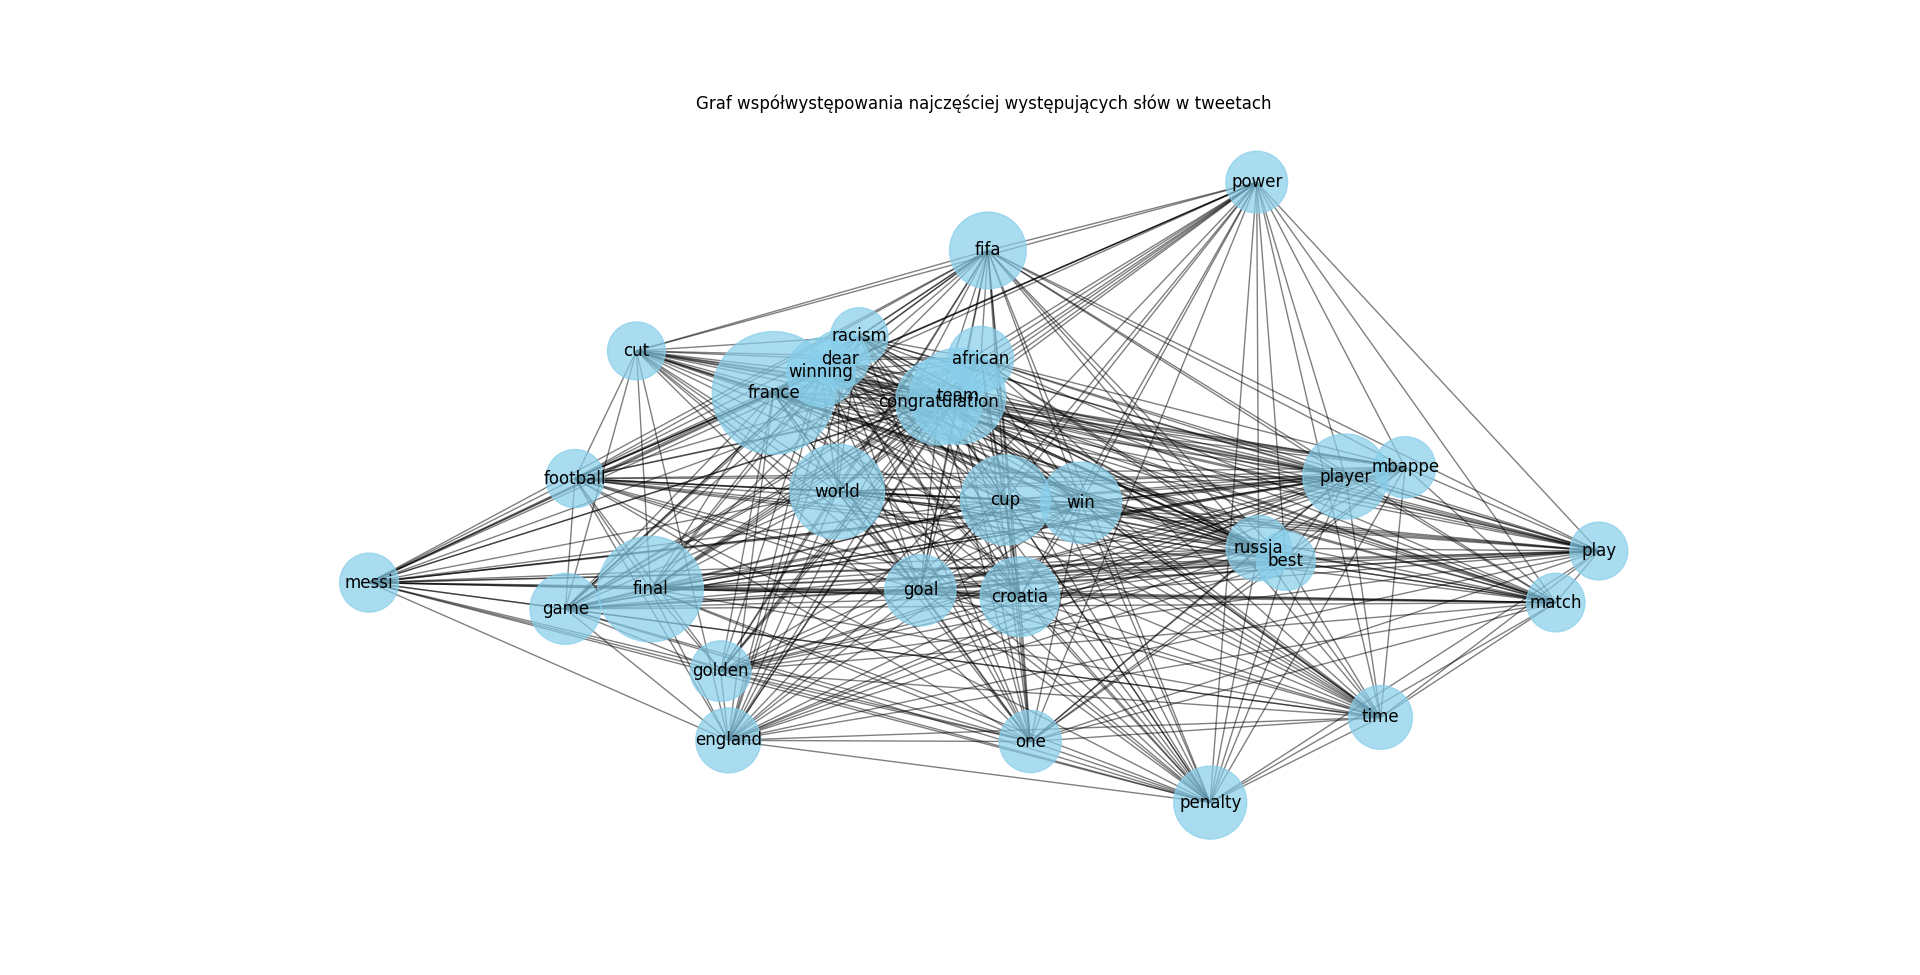 Graf współwystępowania najczęściej występujących słów w tweetach
power
fifa
racism
cut
dear
african
winning
france
team
congratulation
mbappe
player
football
world
cup
win
russia
play
best
messi
final
goal
croatia
match
game
golden
time
england
one
penalty